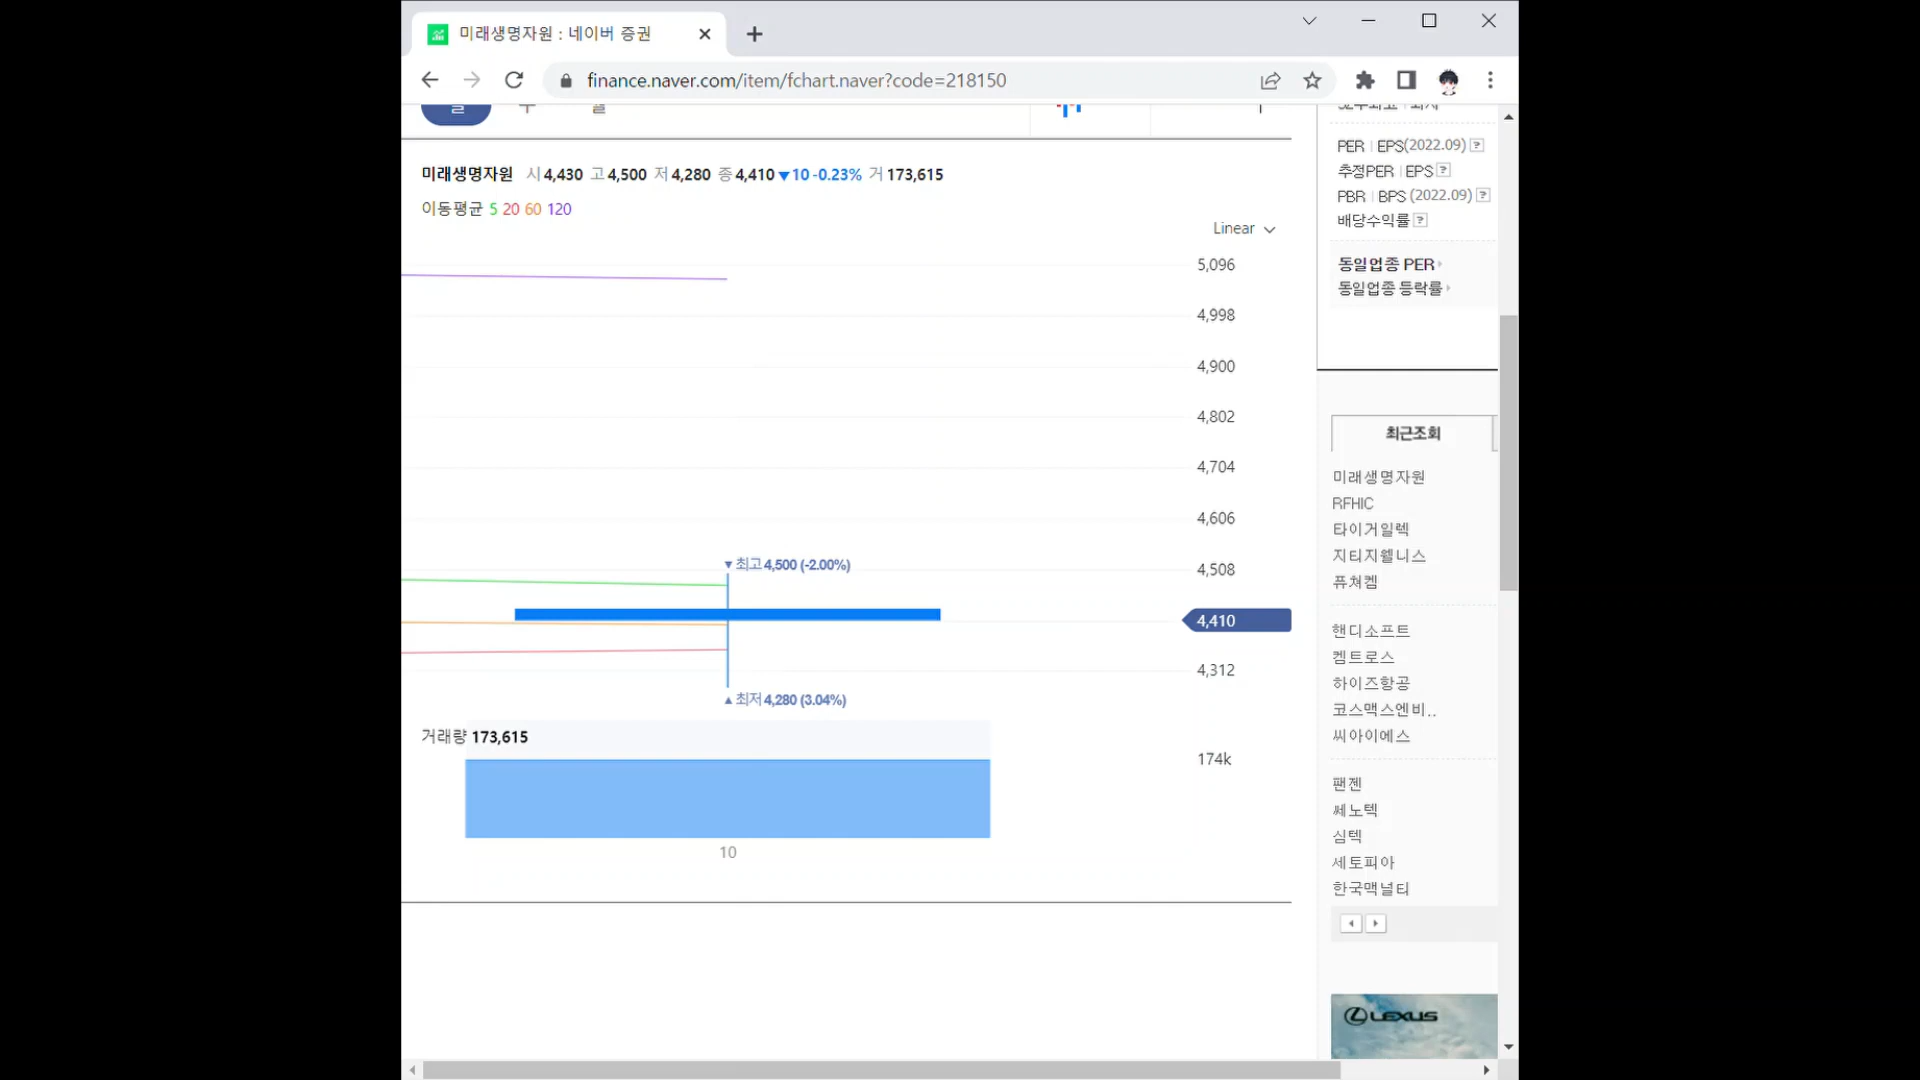 미래생명자원 : 네이버 증권
finance.naver.com/item/fchart.naver?code=218150
미래생명자원 시 4,430 고 4,500 저 4,280 종 4,410 ▼10 -0.23% 거 173,615
이동평균 5 20 60 120
Linear
5,096
4,998
4,900
4,802
4,704
4,606
4,508
4,410
4,312
▼최고 4,500 (-2.00%)
▲최저 4,280 (3.04%)
거래량 173,615
174k
10
PER | EPS(2022.09) ?
추정PER | EPS ?
PBR | BPS (2022.09) ?
배당수익률 ?
동일업종 PER
동일업종 등락률
최근조회
미래생명자원
RFHIC
타이거일렉
지티지웰니스
퓨쳐켐
핸디소프트
켐트로스
하이즈항공
코스맥스엔비..
씨아이에스
팬젠
쎄노텍
심텍
세토피아
한국맥널티
LEXUS